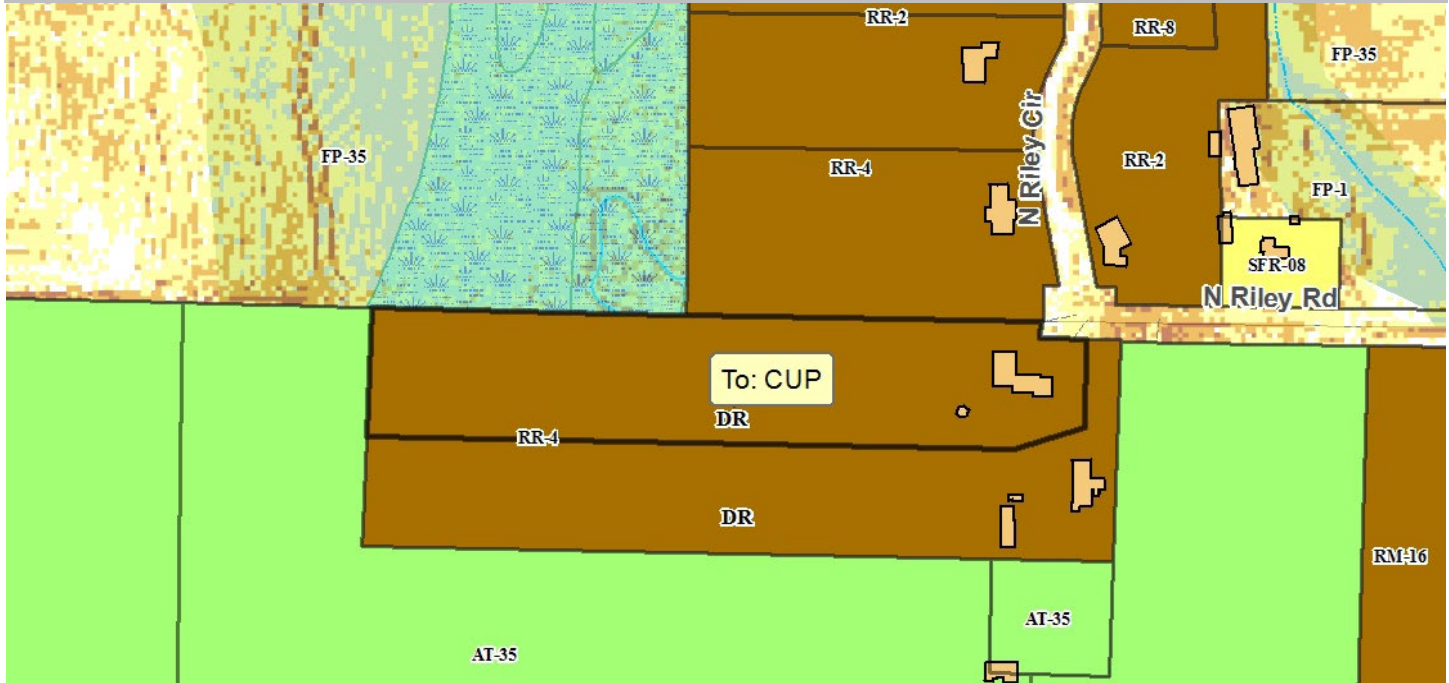 RR-2
RR-8
FP-35
FP-35
RR-4
N Riley Cir
RR-2
FP-1
SFR-08
N Riley Rd
To: CUP
DR
RR-4
DR
RM-16
AT-35
AT-35